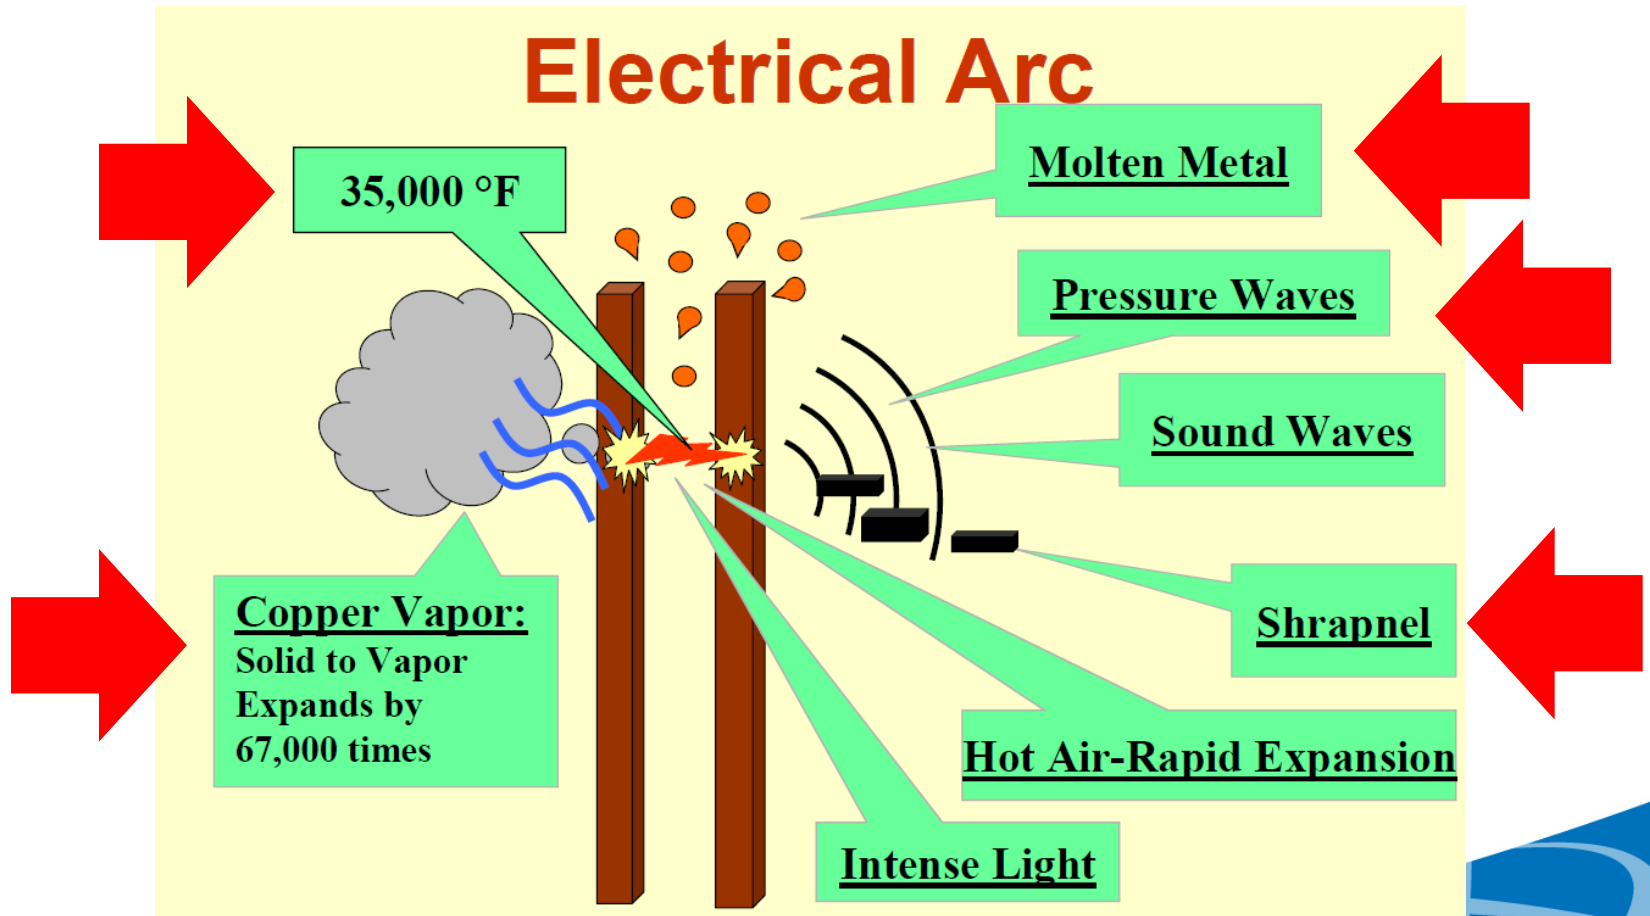 Electrical Arc
35,000 °F
Molten Metal
Pressure Waves
Sound Waves
Copper Vapor:
Solid to Vapor
Expands by
67,000 times
Shrapnel
Hot Air-Rapid Expansion
Intense Light